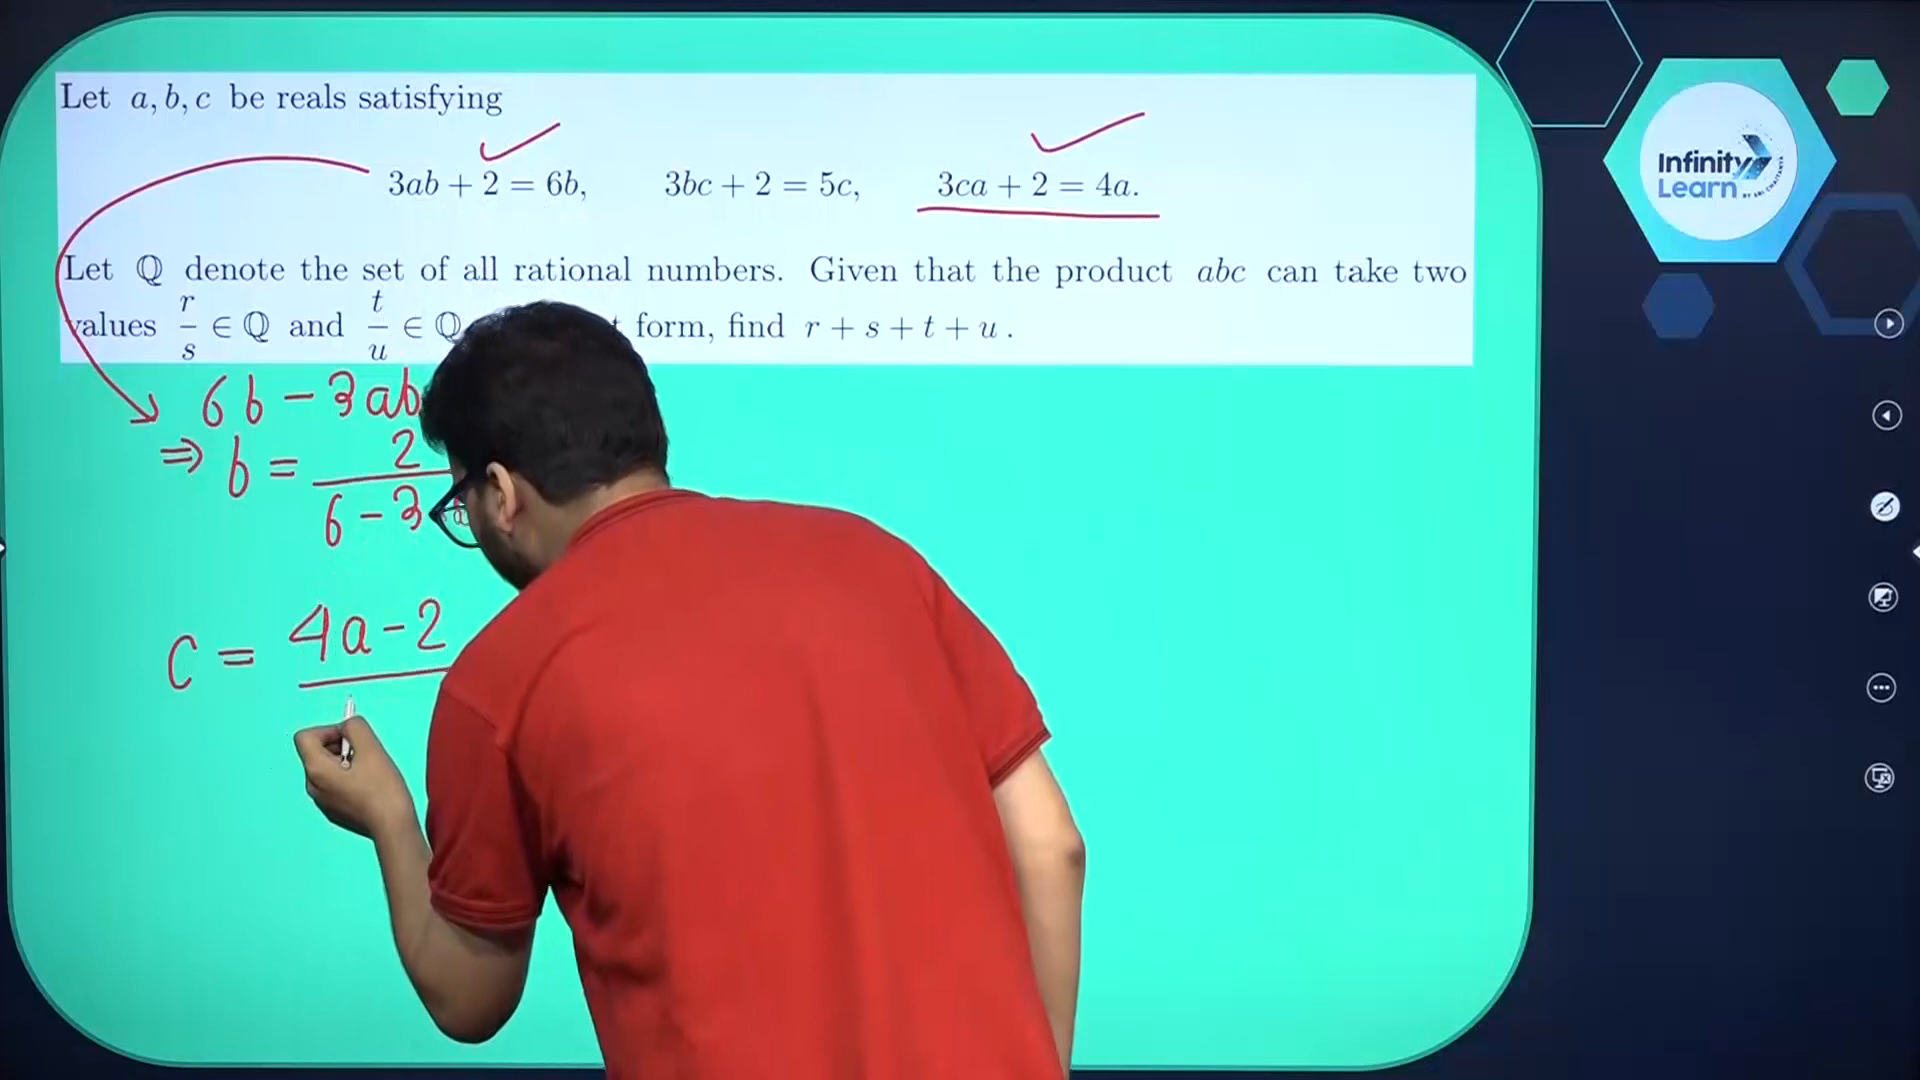 Let a, b, c be reals satisfying
3ab + 2 = 6b, 3bc + 2 = 5c, 3ca + 2 = 4a.
Let ℚ denote the set of all rational numbers. Given that the product abc can take two
values r/s ∈ ℚ and t/u ∈ ℚ form, find r + s + t + u .
6b - 3ab
⇒ b = 2/(6 - 3
c = 4a - 2
Infinity
Learn